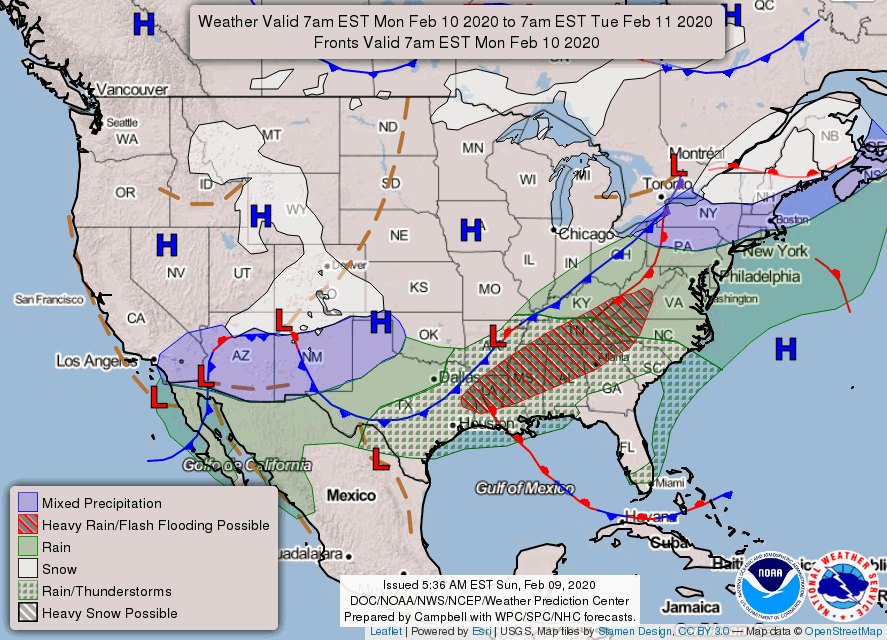 QC
H
H
Weather Valid 7am EST Mon Feb 10 2020 to 7am EST Tue Feb 11 2020
Fronts Valid 7am EST Mon Feb 10 2020
Vancouver
Seattle
WA
MT
ND
MN
Montréal
NB
L
PE
NS
OR
ID
WY
SD
WI
MI
Toronto
NH
NY
Boston
H
H
H
NE
Chicago
PA
New York
NV
UT
Denver
IL
IN
OH
Philadelphia
Washington
San Francisco
CA
KS
MO
KY
VA
L
H
OK
L
TN
NC
H
Los Angeles
AZ
NM
Atlanta
SC
L
Dallas
MS
AL
GA
L
TX
Houston
FL
Golfo de California
L
Miami
Gulf of Mexico
México
Havana
Cuba
Guadalajara
Jamaica
Mixed Precipitation
Heavy Rain/Flash Flooding Possible
Rain
Snow
Rain/Thunderstorms
Heavy Snow Possible
Issued 5:36 AM EST Sun, Feb 09, 2020
DOC/NOAA/NWS/NCEP/Weather Prediction Center
Prepared by Campbell with WPC/SPC/NHC forecasts.
NOAA
NATIONAL WEATHER SERVICE
Leaflet | Powered by Esri | USGS, Map tiles by Stamen Design, CC BY 3.0 — Map data © OpenStreetMap